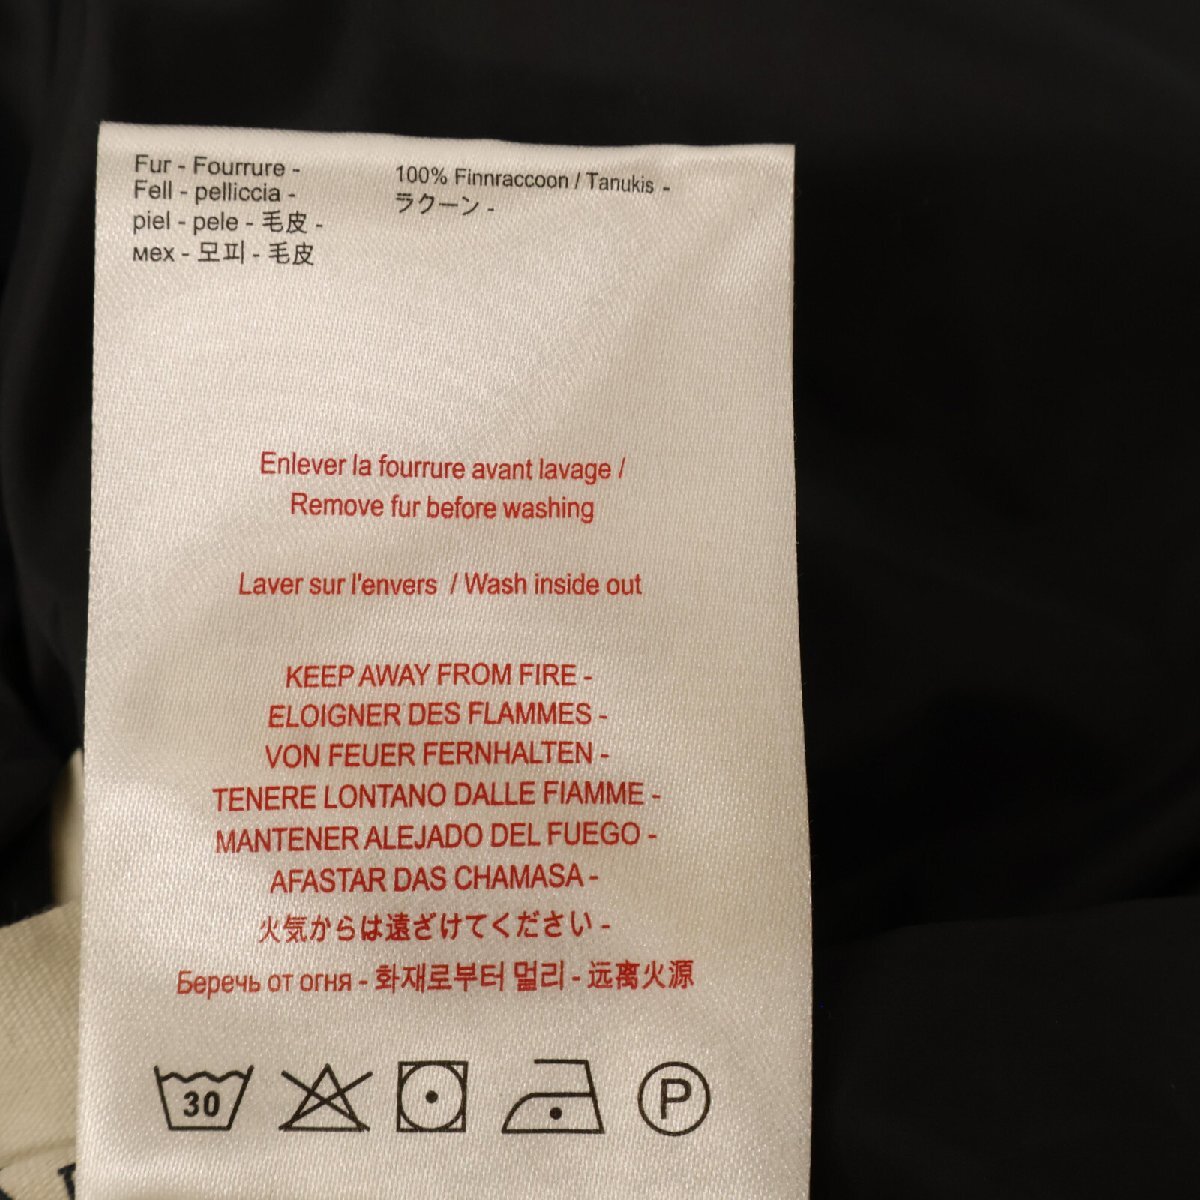 Fur - Fourrure -
Fell - pelliccia -
piel - pele - 毛皮 -
мех - 모피 - 毛皮
100% Finnraccoon / Tanukis -
ラクーン -
Enlever la fourrure avant lavage /
Remove fur before washing
Laver sur l'envers / Wash inside out
KEEP AWAY FROM FIRE -
ELOIGNER DES FLAMMES -
VON FEUER FERNHALTEN -
TENERE LONTANO DALLE FIAMME -
MANTENER ALEJADO DEL FUEGO -
AFASTAR DAS CHAMASA -
火気からは遠ざけてください -
Беречь от огня - 화재로부터 멀리 - 远离火源
30
P